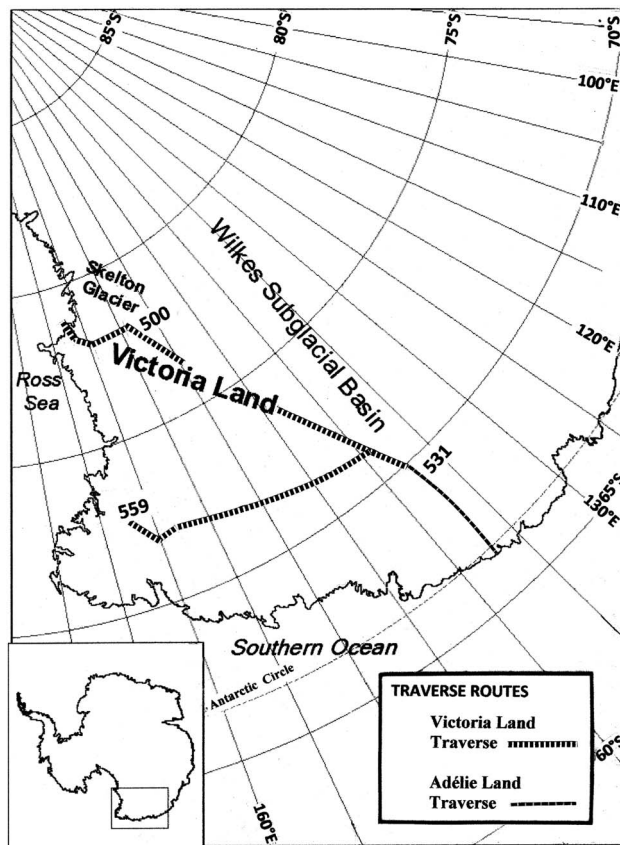 85°S
80°S
75°S
70°S
100°E
110°E
120°E
Wilkes Subglacial Basin
Skelton
Glacier
500
Victoria Land
Ross
Sea
531
65°S
130°E
559
Southern Ocean
Antarctic Circle
60°S
160°E
TRAVERSE ROUTES
Victoria Land
Traverse
Adélie Land
Traverse